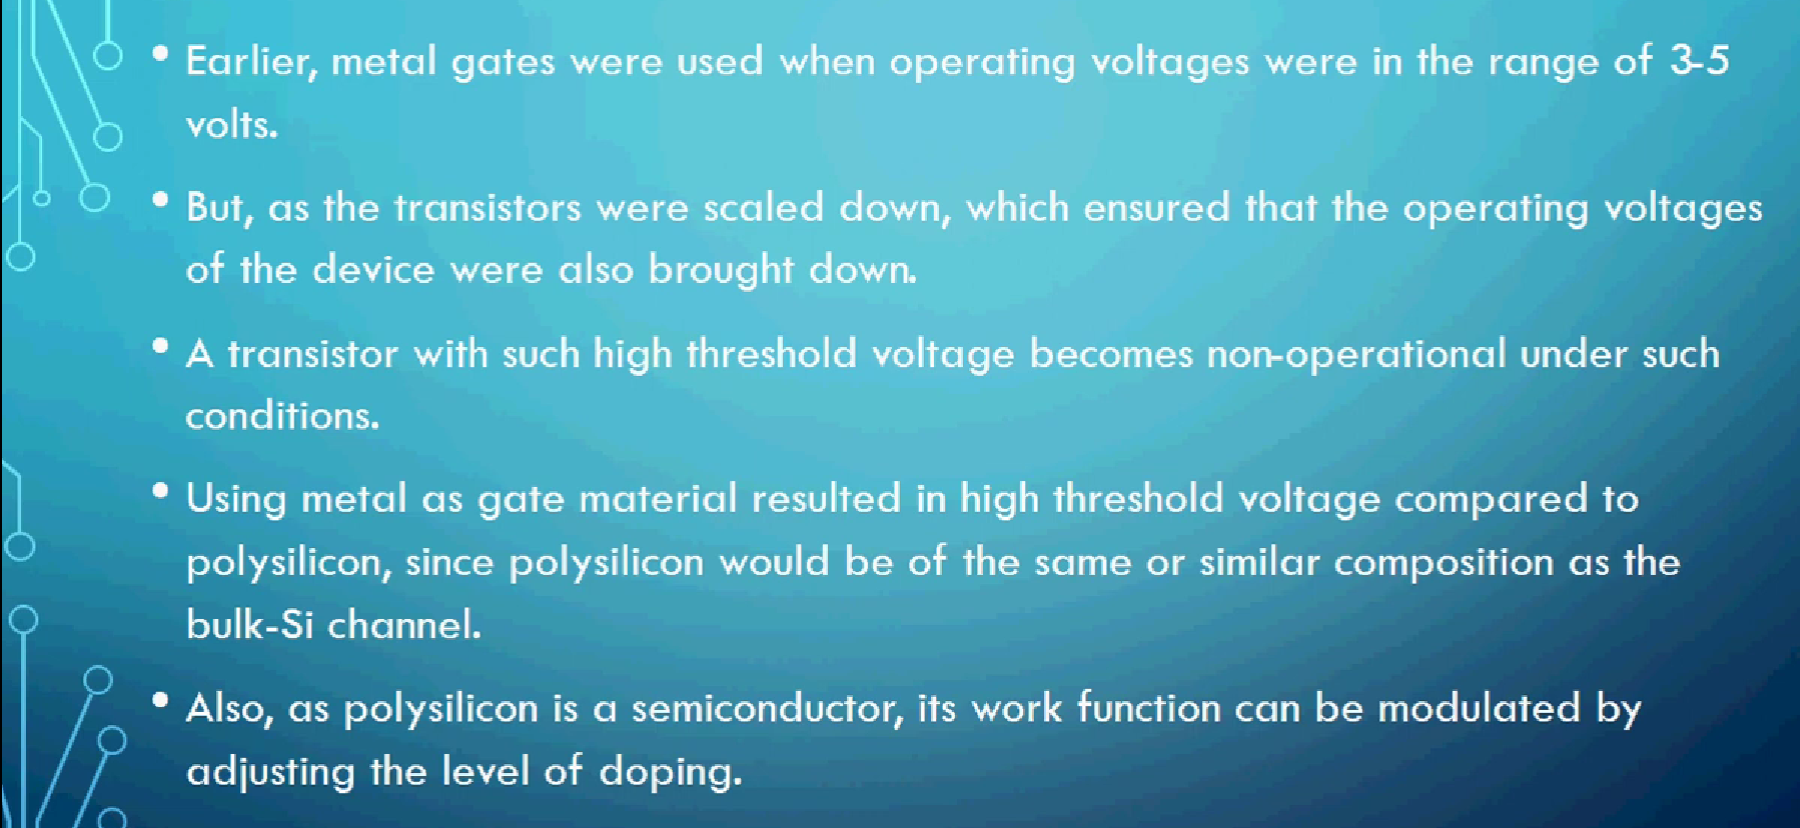 • Earlier, metal gates were used when operating voltages were in the range of 3-5
volts.
• But, as the transistors were scaled down, which ensured that the operating voltages
of the device were also brought down.
• A transistor with such high threshold voltage becomes non-operational under such
conditions.
• Using metal as gate material resulted in high threshold voltage compared to
polysilicon, since polysilicon would be of the same or similar composition as the
bulk-Si channel.
• Also, as polysilicon is a semiconductor, its work function can be modulated by
adjusting the level of doping.